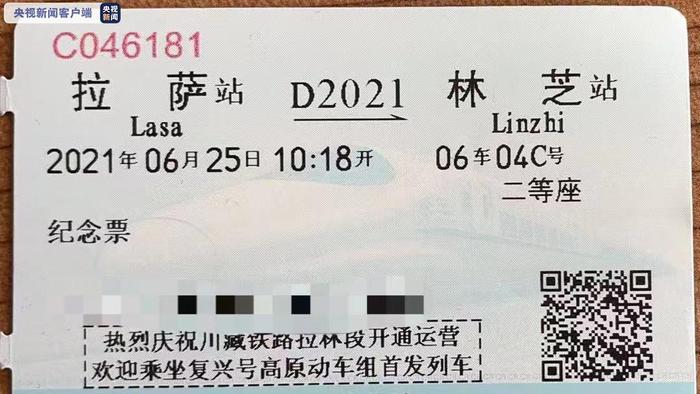 央视新闻客户端
央视新闻
C046181
拉 萨站 D2021 林 芝站
Lasa Linzhi
2021年06月25日 10:18开 06车04C号
二等座
纪念票
热烈庆祝川藏铁路拉林段开通运营
欢迎乘坐复兴号高原动车组首发列车